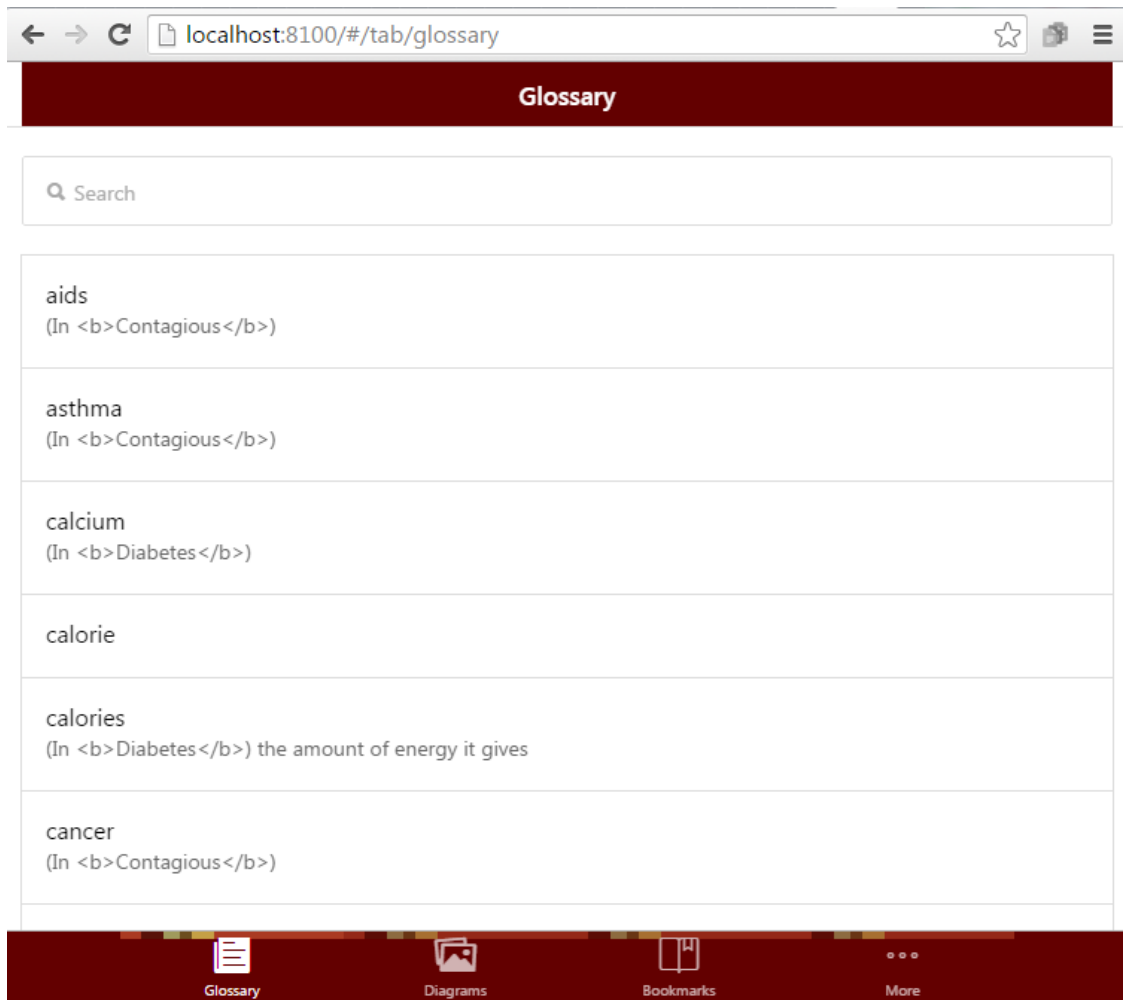 localhost:8100/#/tab/glossary
Glossary
Search
aids
(In <b>Contagious</b>)
asthma
(In <b>Contagious</b>)
calcium
(In <b>Diabetes</b>)
calorie
calories
(In <b>Diabetes</b>) the amount of energy it gives
cancer
(In <b>Contagious</b>)
Glossary Diagrams Bookmarks More